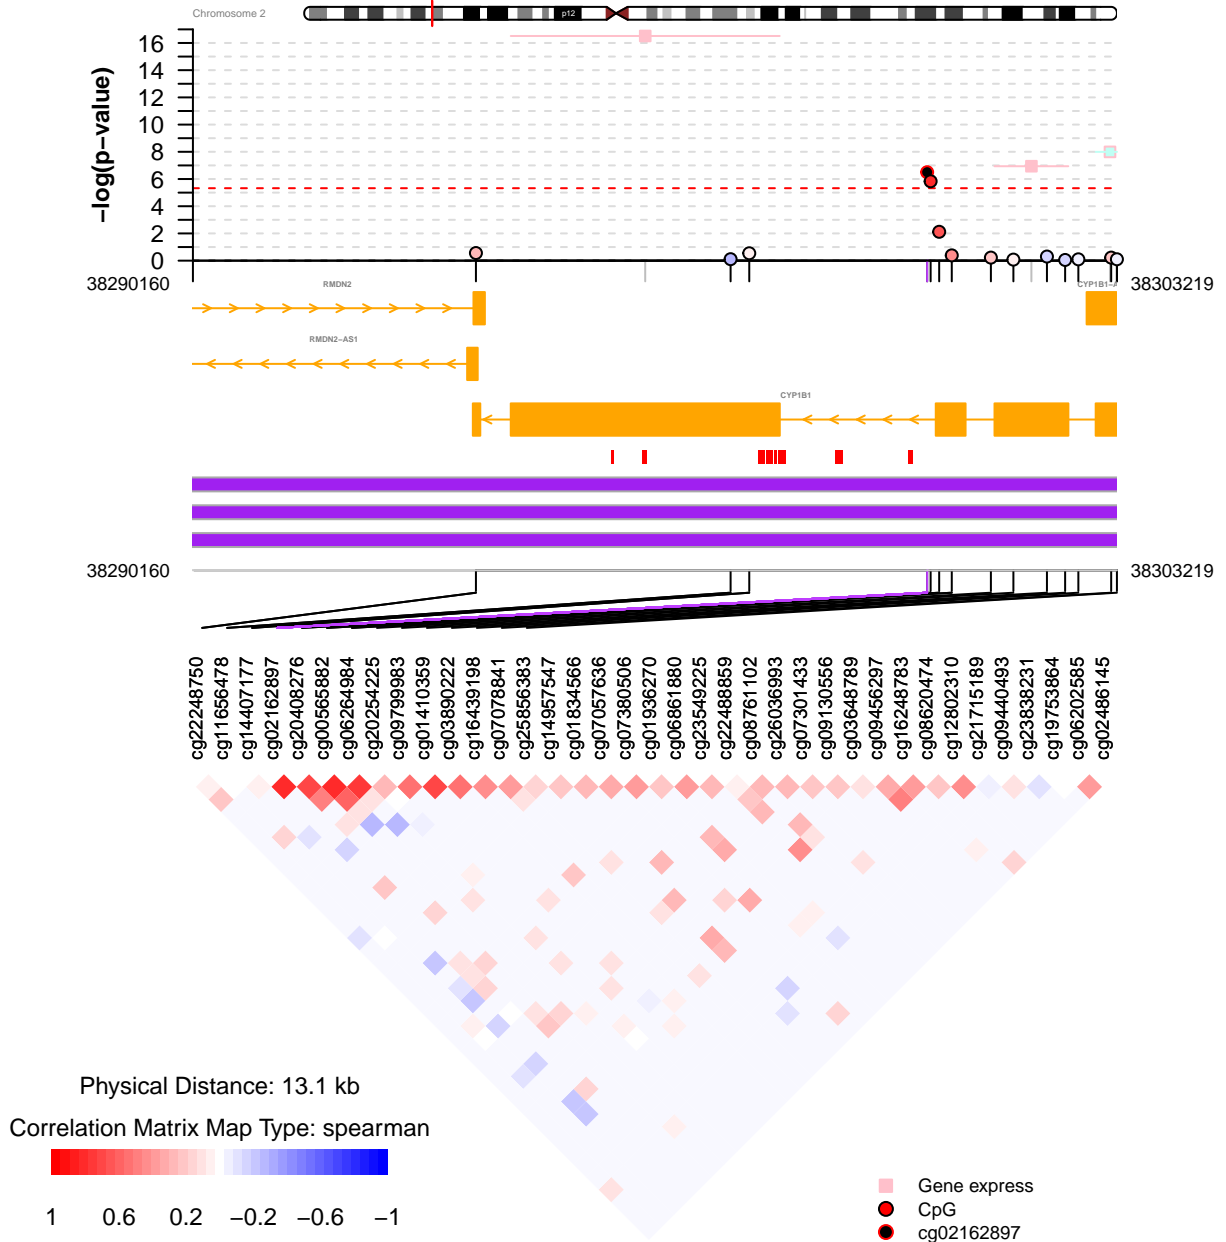 Chromosome 2
p12
−log(p−value)
16
14
12
10
8
6
4
2
0
38290160
38303219
RMDN2
CYP1B1−A
RMDN2−AS1
CYP1B1
38290160
38303219
cg22248750
cg11656478
cg14407177
cg02162897
cg20408276
cg00565882
cg06264984
cg20254225
cg09799983
cg01410359
cg03890222
cg16439198
cg07078841
cg25856383
cg14957547
cg01834566
cg07057636
cg07380506
cg01936270
cg06861880
cg23549225
cg22488859
cg08761102
cg26036993
cg07301433
cg09130556
cg03648789
cg09456297
cg16248783
cg08620474
cg12802310
cg21715189
cg09440493
cg23838231
cg19753864
cg06202585
cg02486145
Physical Distance: 13.1 kb
Correlation Matrix Map Type: spearman
1 0.6 0.2 −0.2 −0.6 −1
Gene express
CpG
cg02162897